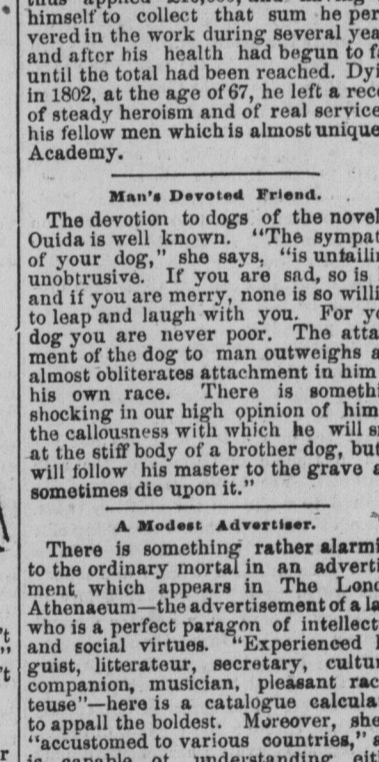 himself to collect that sum he per
vered in the work during several yea
and after his health had begun to f
until the total had been reached. Dyi
in 1802, at the age of 67, he left a rec
of steady heroism and of real service
his fellow men which is almost unique
Academy.
Man's Devoted Friend.
The devotion to dogs of the novel
Ouida is well known. "The sympat
of your dog," she says, "is unfaili
unobtrusive. If you are sad, so is
and if you are merry, none is so willi
to leap and laugh with you. For y
dog you are never poor. The atta
ment of the dog to man outweighs a
almost obliterates attachment in him
his own race. There is somethi
shocking in our high opinion of him
the callousness with which he will s
at the stiff body of a brother dog, but
will follow his master to the grave a
sometimes die upon it."
A Modest Advertiser.
There is something rather alarmi
to the ordinary mortal in an adverti
ment which appears in The Lond
Athenaeum—the advertisement of a la
who is a perfect paragon of intellect
and social virtues. "Experienced l
guist, litterateur, secretary, cultur
companion, musician, pleasant rac
teuse"—here is a catalogue calcula
to appall the boldest. Moreover, she
"accustomed to various countries," a
is capable of understanding eit